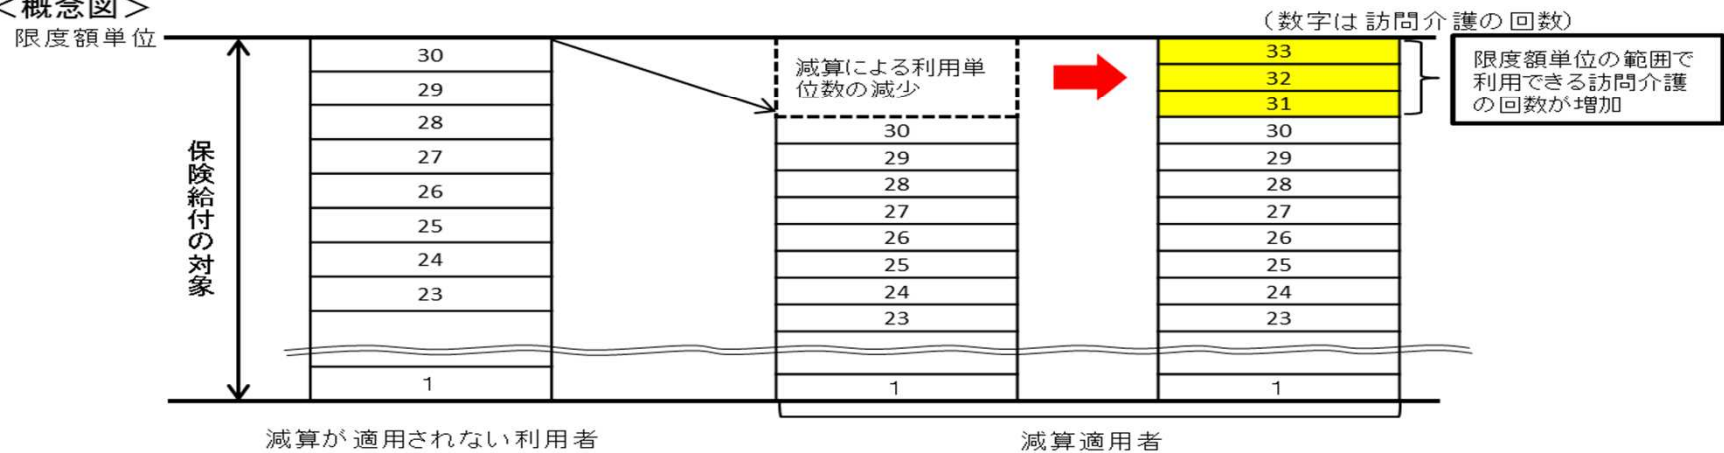 <概念図>
(数字は訪問介護の回数)
限度額単位
保険給付の対象
30
29
28
27
26
25
24
23
1
減算が適用されない利用者
減算による利用単
位数の減少
30
29
28
27
26
25
24
23
1
33
32
31
30
29
28
27
26
25
24
23
1
減算適用者
限度額単位の範囲で
利用できる訪問介護
の回数が増加